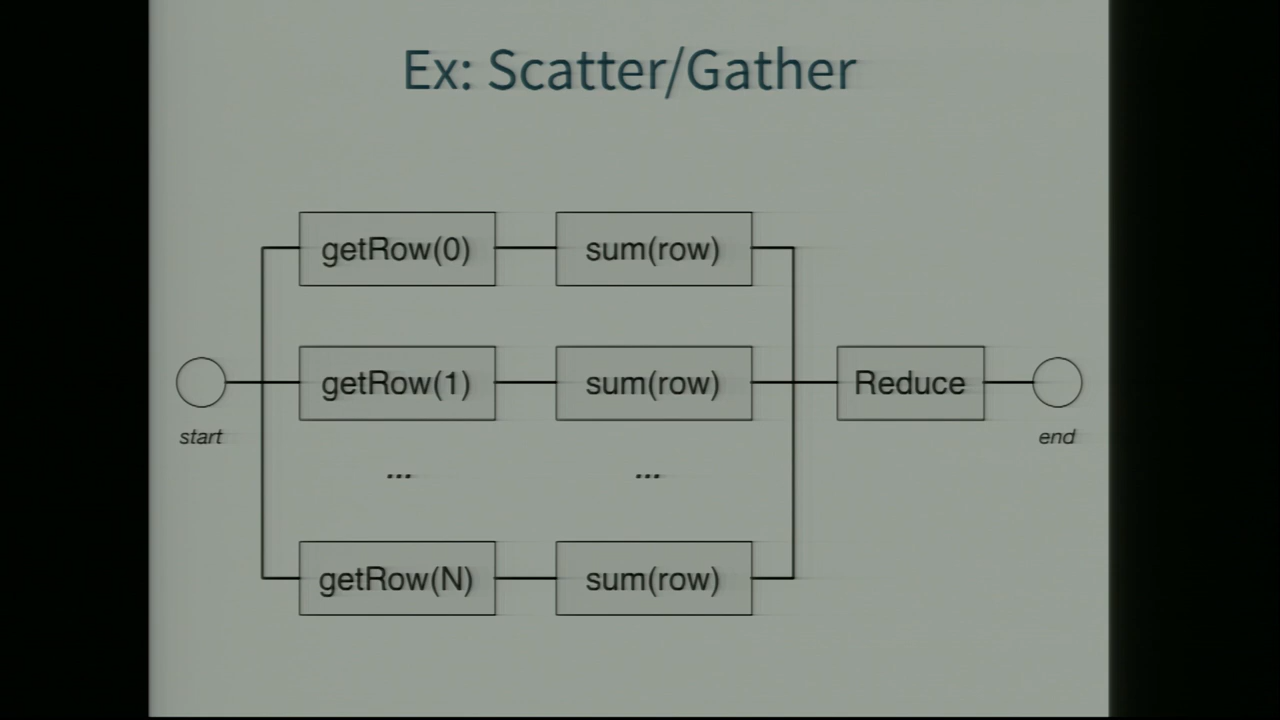 Ex: Scatter/Gather
getRow(0) sum(row)
getRow(1) sum(row) Reduce
start end
... ...
getRow(N) sum(row)